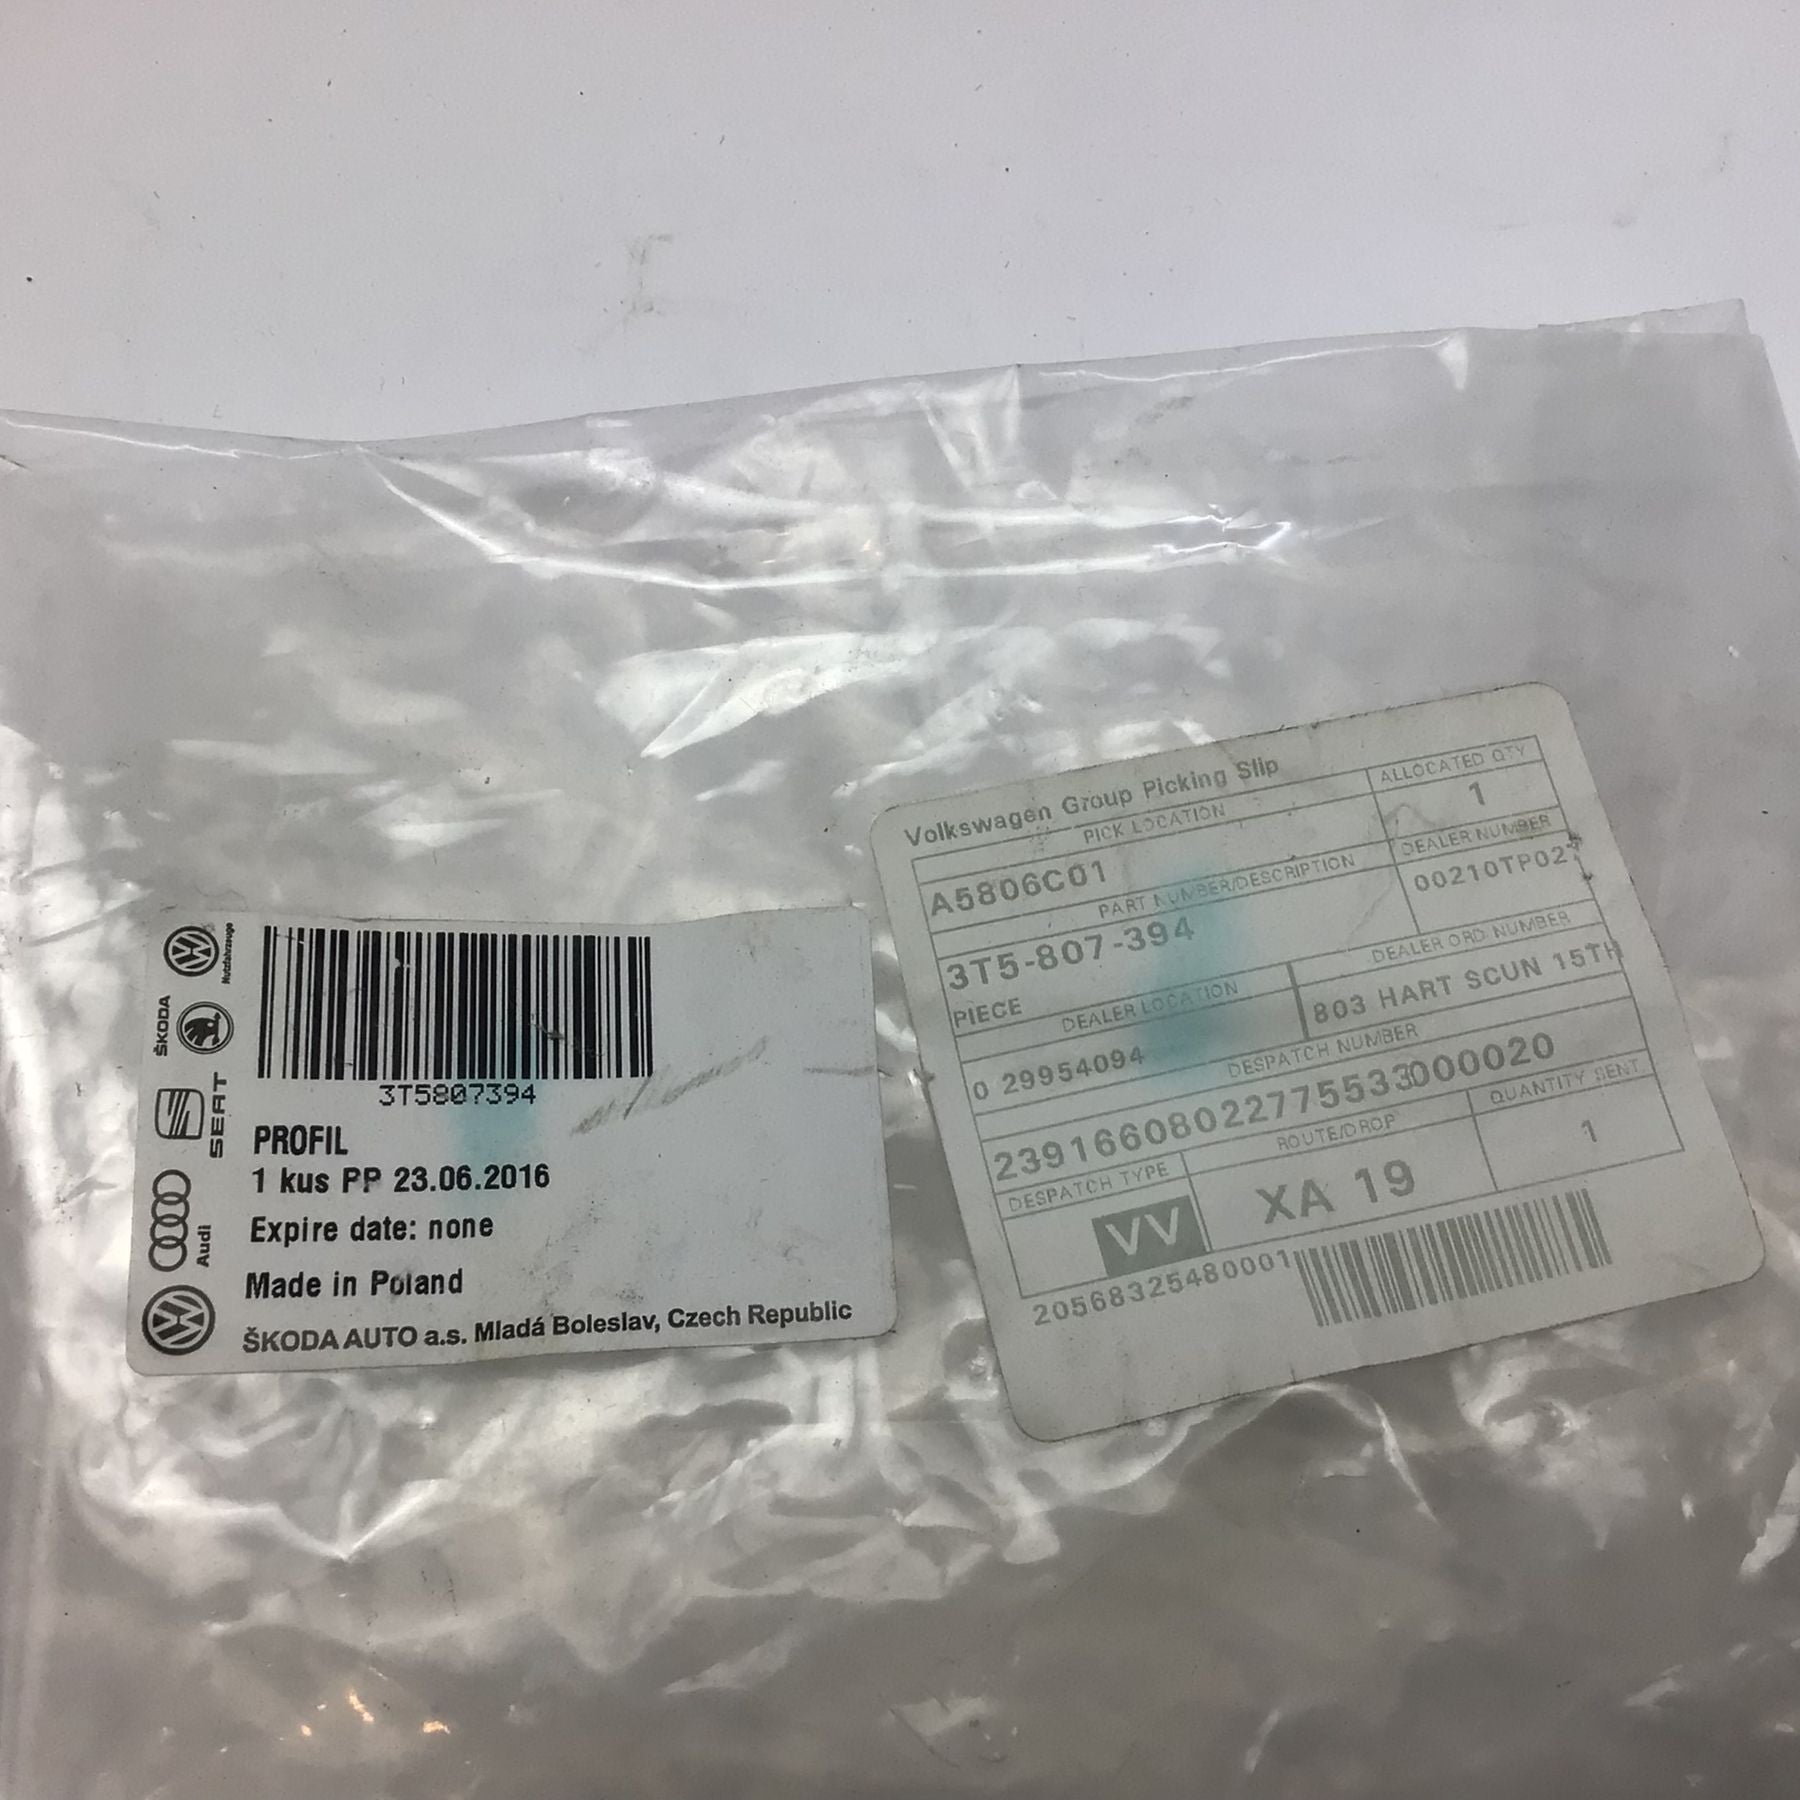 Nutzfahrzeuge
ŠKODA
SEAT
Audi
3T5807394
PROFIL
1 kus PP 23.06.2016
Expire date: none
Made in Poland
ŠKODA AUTO a.s. Mladá Boleslav, Czech Republic
Volkswagen Group Picking Slip
PICK LOCATION
ALLOCATED QTY
A5806C01
1
PART NUMBER/DESCRIPTION
DEALER NUMBER
3T5-807-394
00210TP02
PIECE
DEALER LOCATION
DEALER ORD NUMBER
0 29954094
803 HART SCUN 15TH
DESPATCH NUMBER
23916608022775533000020
DESPATCH TYPE
ROUTE/DROP
QUANTITY SENT
VV
XA 19
1
20568325480001